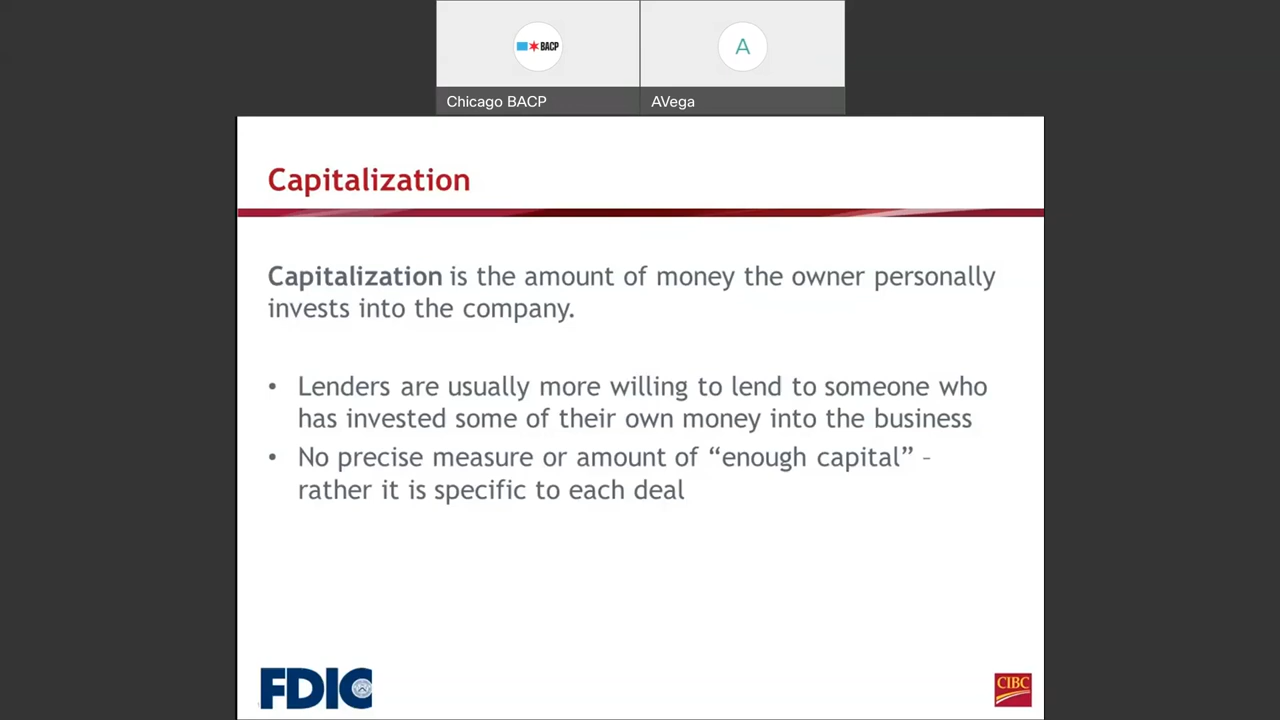 BACP
A
Chicago BACP
AVega
Capitalization
Capitalization is the amount of money the owner personally
invests into the company.
• Lenders are usually more willing to lend to someone who
has invested some of their own money into the business
• No precise measure or amount of “enough capital” –
rather it is specific to each deal
FDIC
CIBC